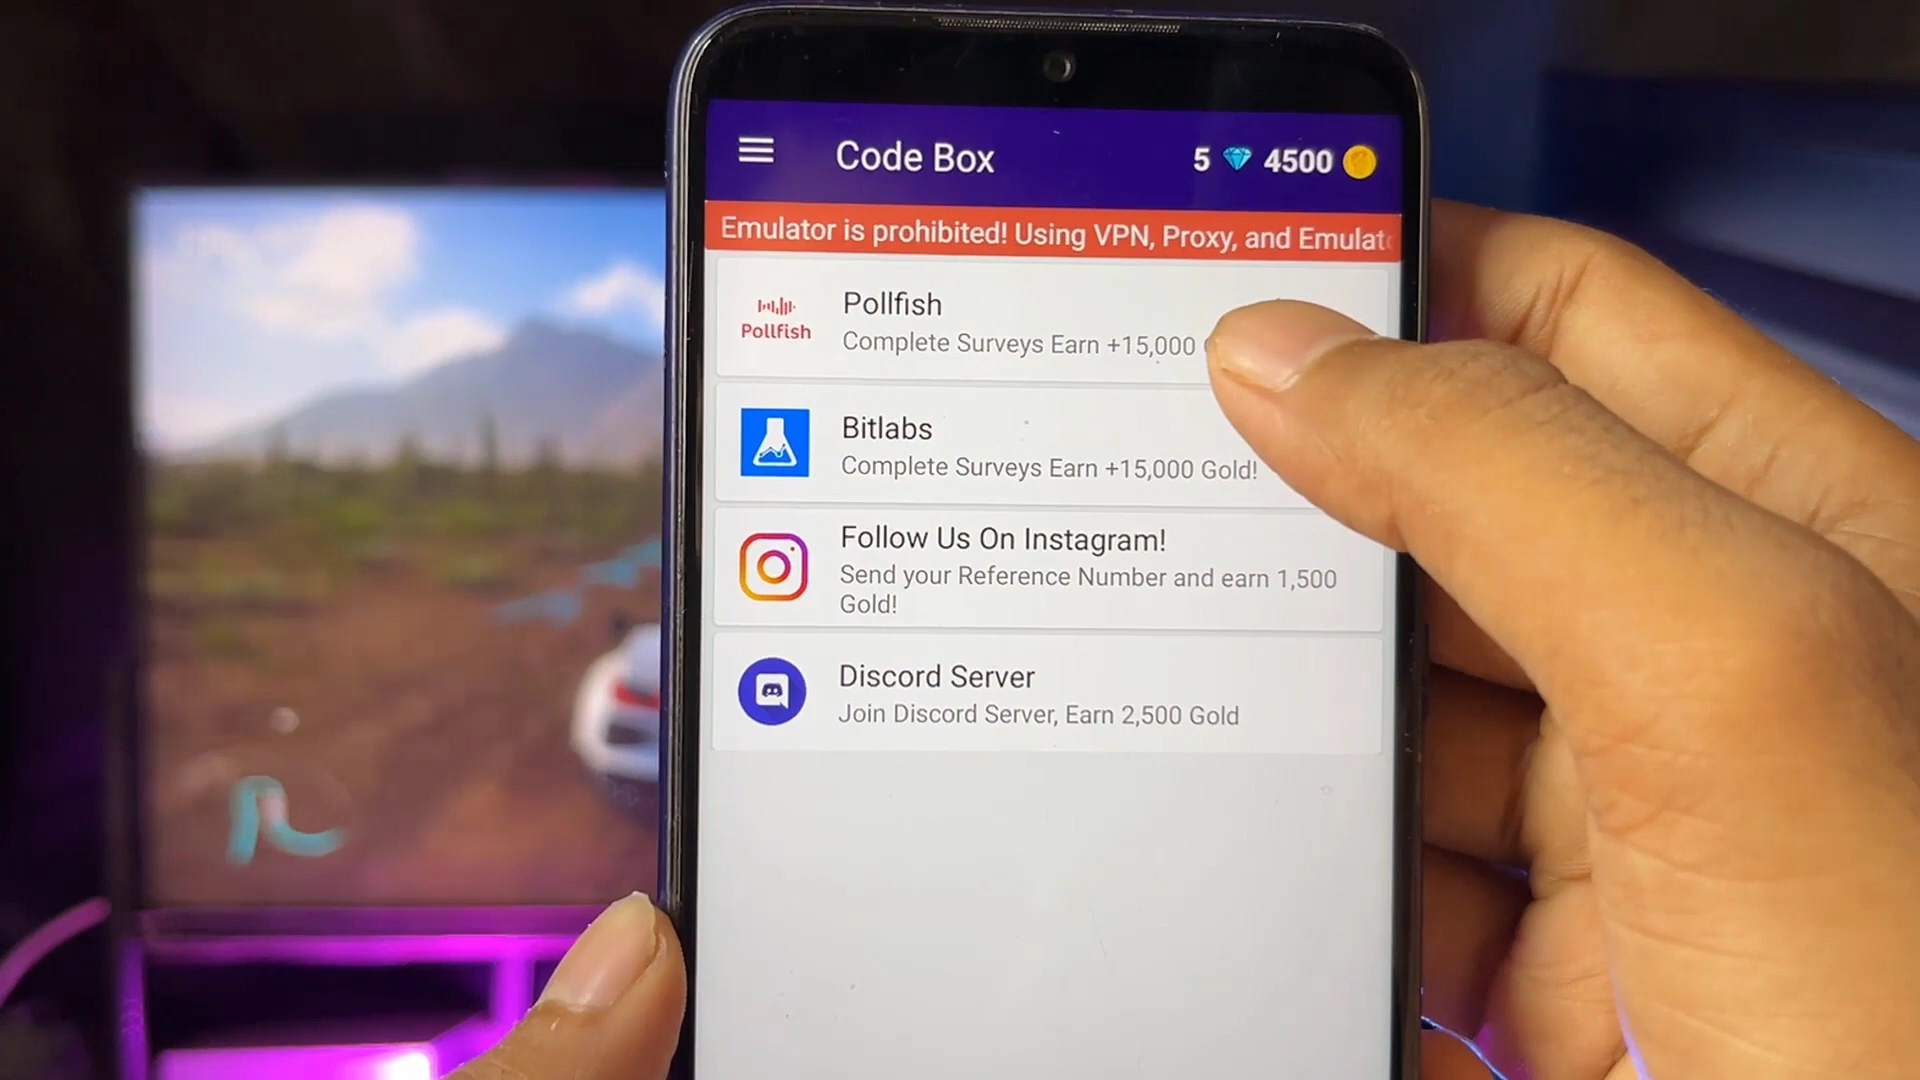 Code Box
5 4500
Emulator is prohibited! Using VPN, Proxy, and
Pollfish
Pollfish
Complete Surveys Earn +15,000
Bitlabs
Complete Surveys Earn +15,000 Gold!
Follow Us On Instagram!
Send your Reference Number and earn 1,500
Gold!
Discord Server
Join Discord Server, Earn 2,500 Gold